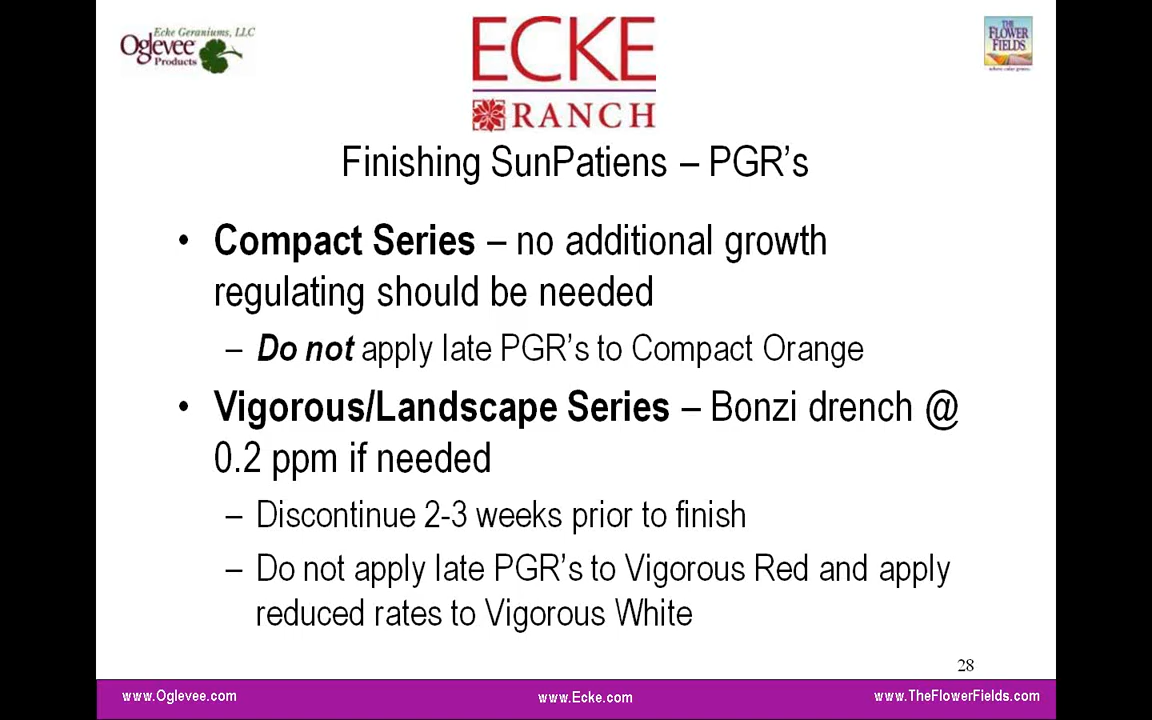 Ecke Geraniums, LLC
Oglevee
Products
ECKE
RANCH
THE
FLOWER
FIELDS
Finishing SunPatiens – PGR's
• Compact Series – no additional growth
regulating should be needed
– Do not apply late PGR's to Compact Orange
• Vigorous/Landscape Series – Bonzi drench @
0.2 ppm if needed
– Discontinue 2-3 weeks prior to finish
– Do not apply late PGR's to Vigorous Red and apply
reduced rates to Vigorous White
28
www.Oglevee.com
www.Ecke.com
www.TheFlowerFields.com